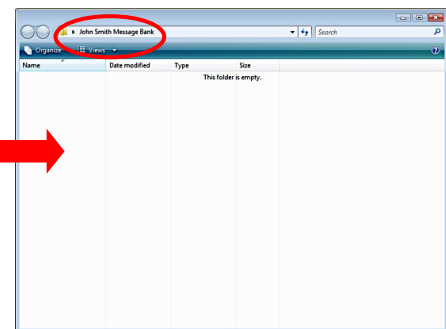 John Smith Message Bank
Search
Organize Views
Name Date modified Type Size
This folder is empty.